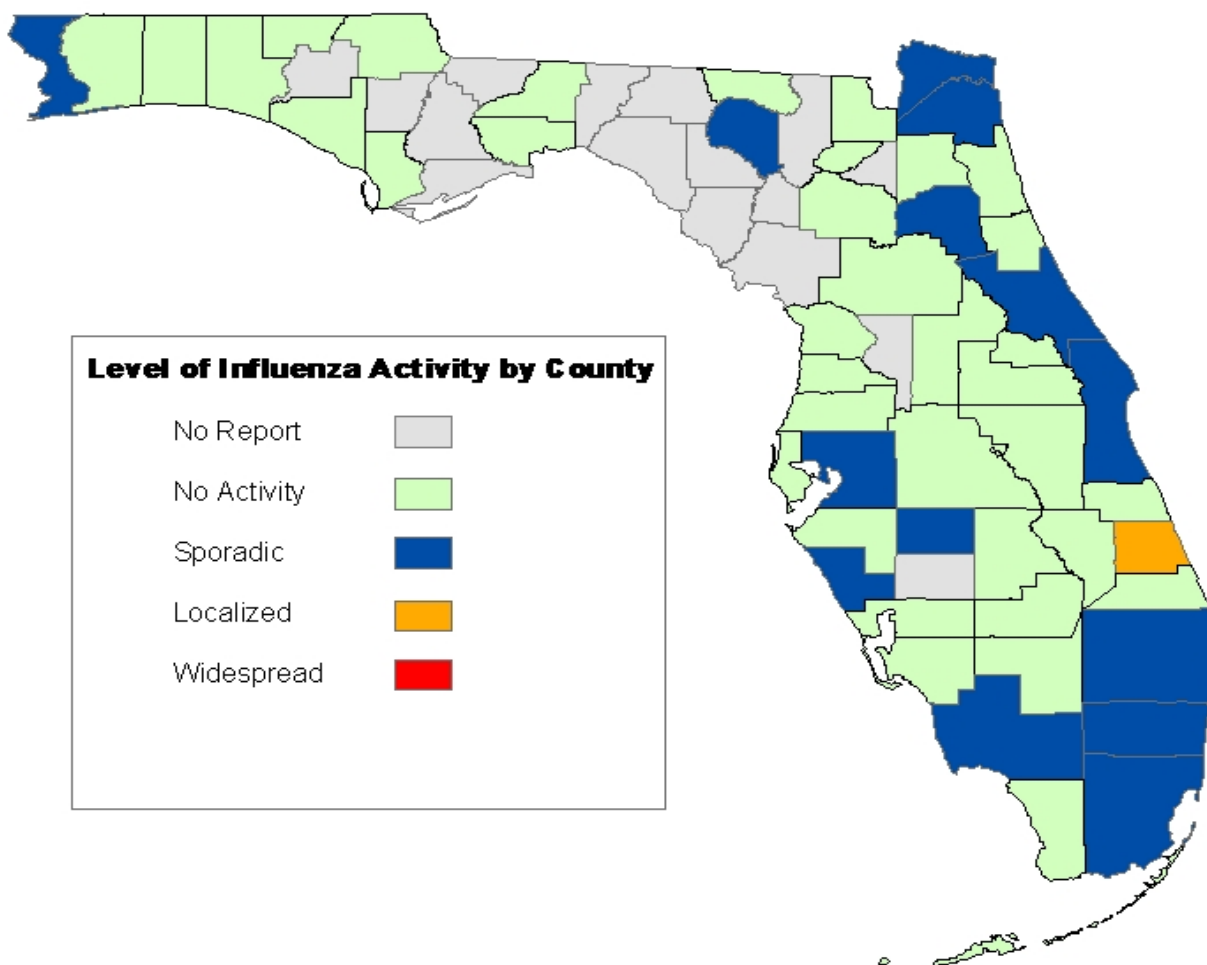 Level of Influenza Activity by County
No Report
No Activity
Sporadic
Localized
Widespread